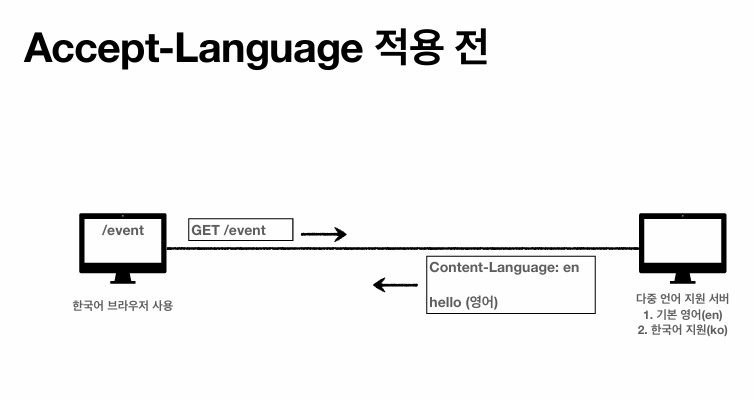 Accept-Language 적용 전
/event
GET /event
Content-Language: en
hello (영어)
한국어 브라우저 사용
다중 언어 지원 서버
1. 기본 영어(en)
2. 한국어 지원(ko)